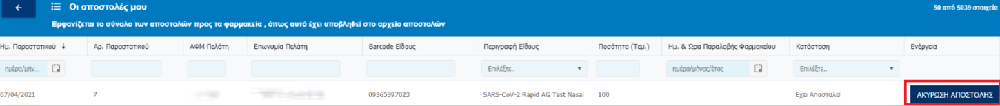 Οι αποστολές μου
50 από 5039 στοιχεία
Εμφανίζεται το σύνολο των αποστολών προς τα φαρμακεία , όπως αυτό έχει υποβληθεί στο αρχείο αποστολών
Ημ. Παραστατικού Αρ. Παραστατικού ΑΦΜ Πελάτη Επωνυμία Πελάτη Barcode Είδους Περιγραφή Είδους Ποσότητα (Τεμ.) Ημ. & Ώρα Παραλαβής Φαρμακείου Κατάσταση Ενέργεια
ημέρα/μήν... Επιλέξτε.. ημέρα/μήνας/έτος Επιλέξτε..
07/04/2021 7 09365397023 SARS-CoV-2 Rapid AG Test Nasal 100 Εχει Αποσταλεί ΑΚΥΡΩΣΗ ΑΠΟΣΤΟΛΗΣ